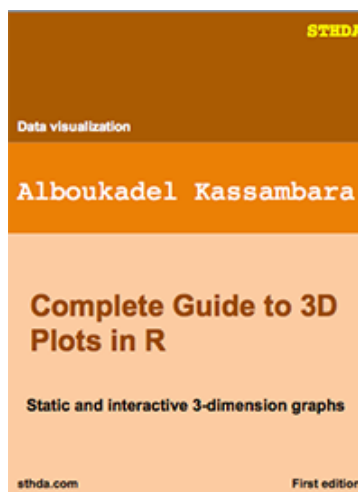 STHDA
Data visualization
Alboukadel Kassambara
Complete Guide to 3D
Plots in R
Static and interactive 3-dimension graphs
sthda.com
First edition